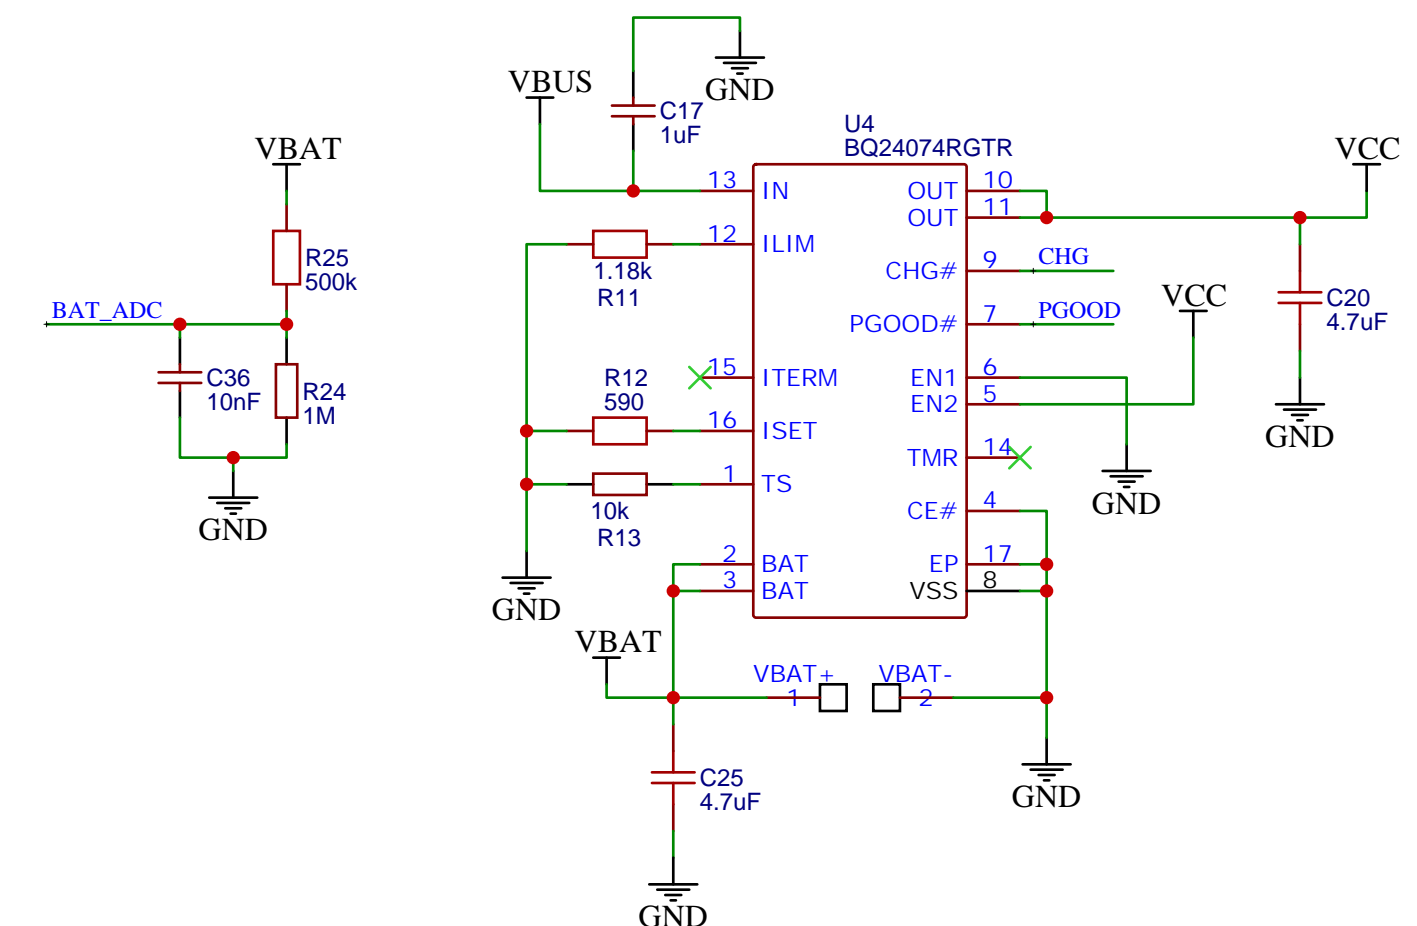 GND
VBUS
C17
1uF
U4
BQ24074RGTR
VCC
VBAT
13
IN
OUT
10
OUT
11
12
ILIM
1.18k
R11
CHG#
9
CHG
R25
500k
BAT_ADC
PGOOD#
7
PGOOD
VCC
C20
4.7uF
C36
10nF
R24
1M
R12
590
15
ITERM
EN1
6
EN2
5
16
ISET
GND
TMR
14
1
TS
10k
R13
CE#
4
GND
GND
2
BAT
3
BAT
EP
17
VSS
8
GND
VBAT
VBAT+
1
VBAT-
2
C25
4.7uF
GND
GND